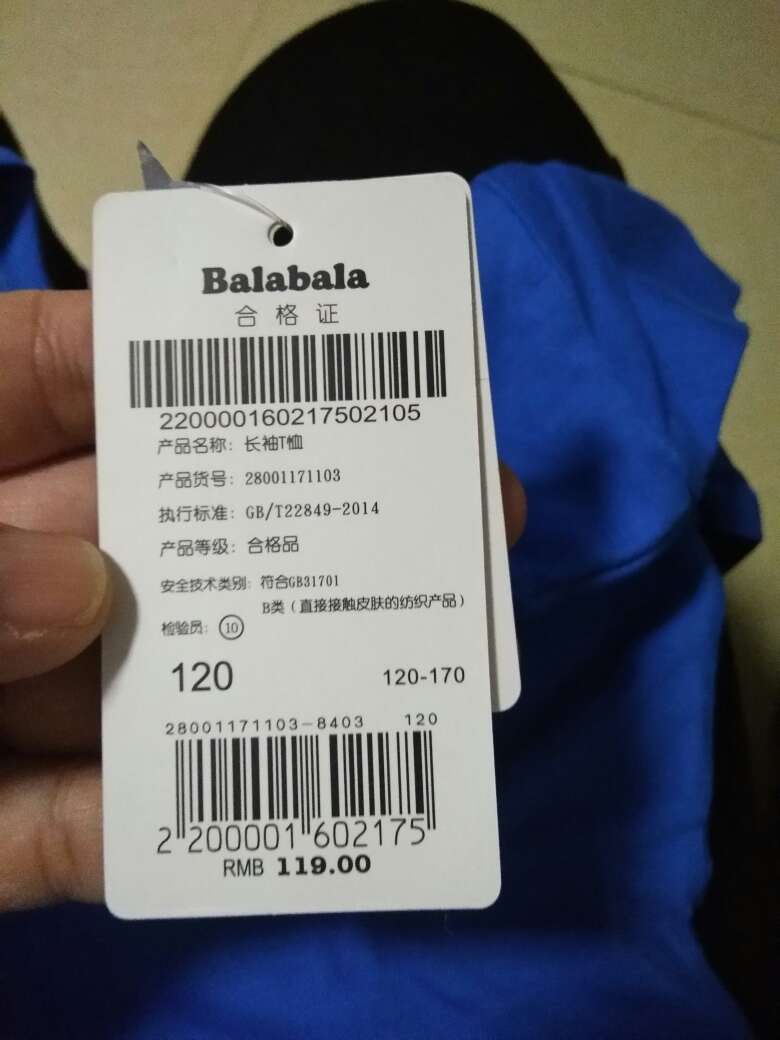 Balabala
合格证
220000160217502105
产品名称: 长袖T恤
产品货号: 28001171103
执行标准: GB/T22849-2014
产品等级: 合格品
安全技术类别: 符合GB31701
B类(直接接触皮肤的纺织产品)
检验员: 10
120 120-170
28001171103-8403 120
2 200001 602175
RMB 119.00